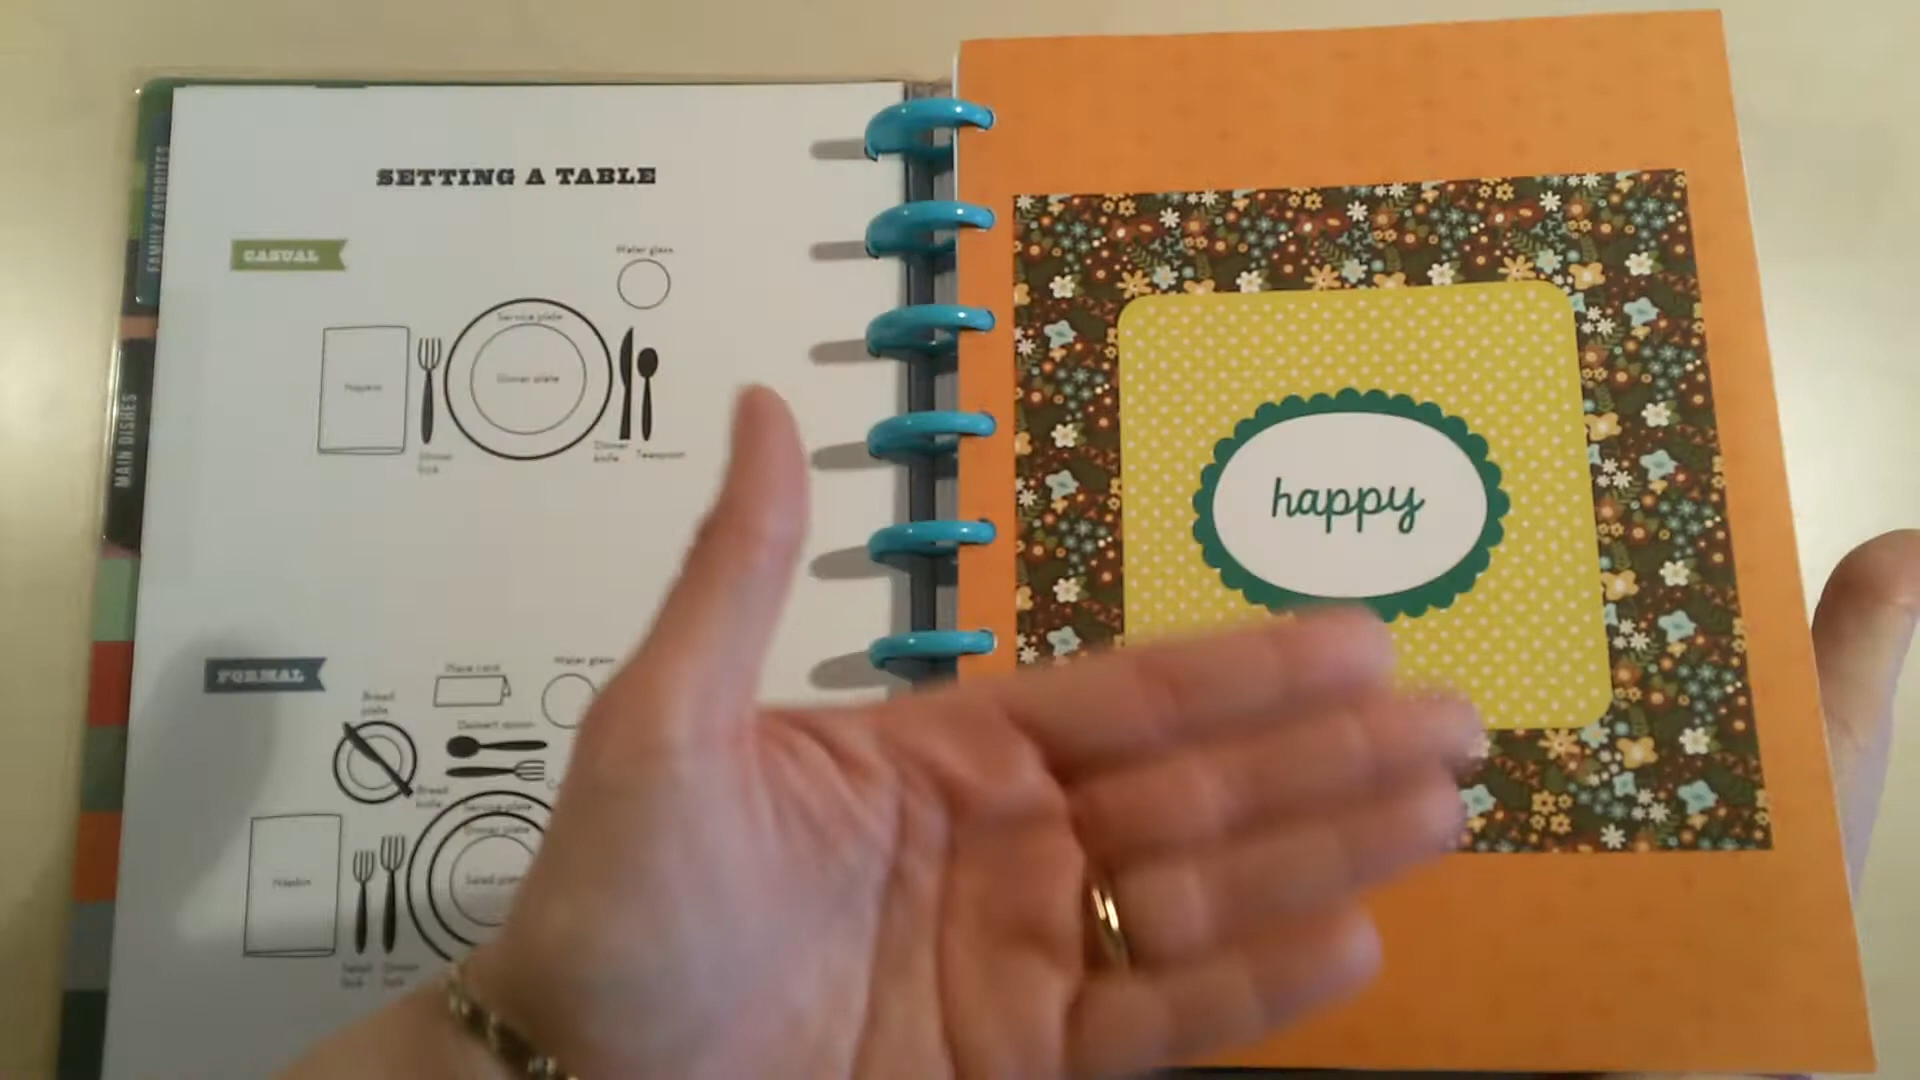 FAMILY FAVORITES
MAIN DISHES
SETTING A TABLE
CASUAL
Water glass
Service plate
Dinner plate
Napkin
Dinner
fork
Dinner
knife
Teaspoon
FORMAL
Place card
Water glass
Bread
plate
Dessert spoon
Bread
knife
Service plate
Dinner plate
Salad plate
Napkin
Salad
fork
Dinner
fork
happy